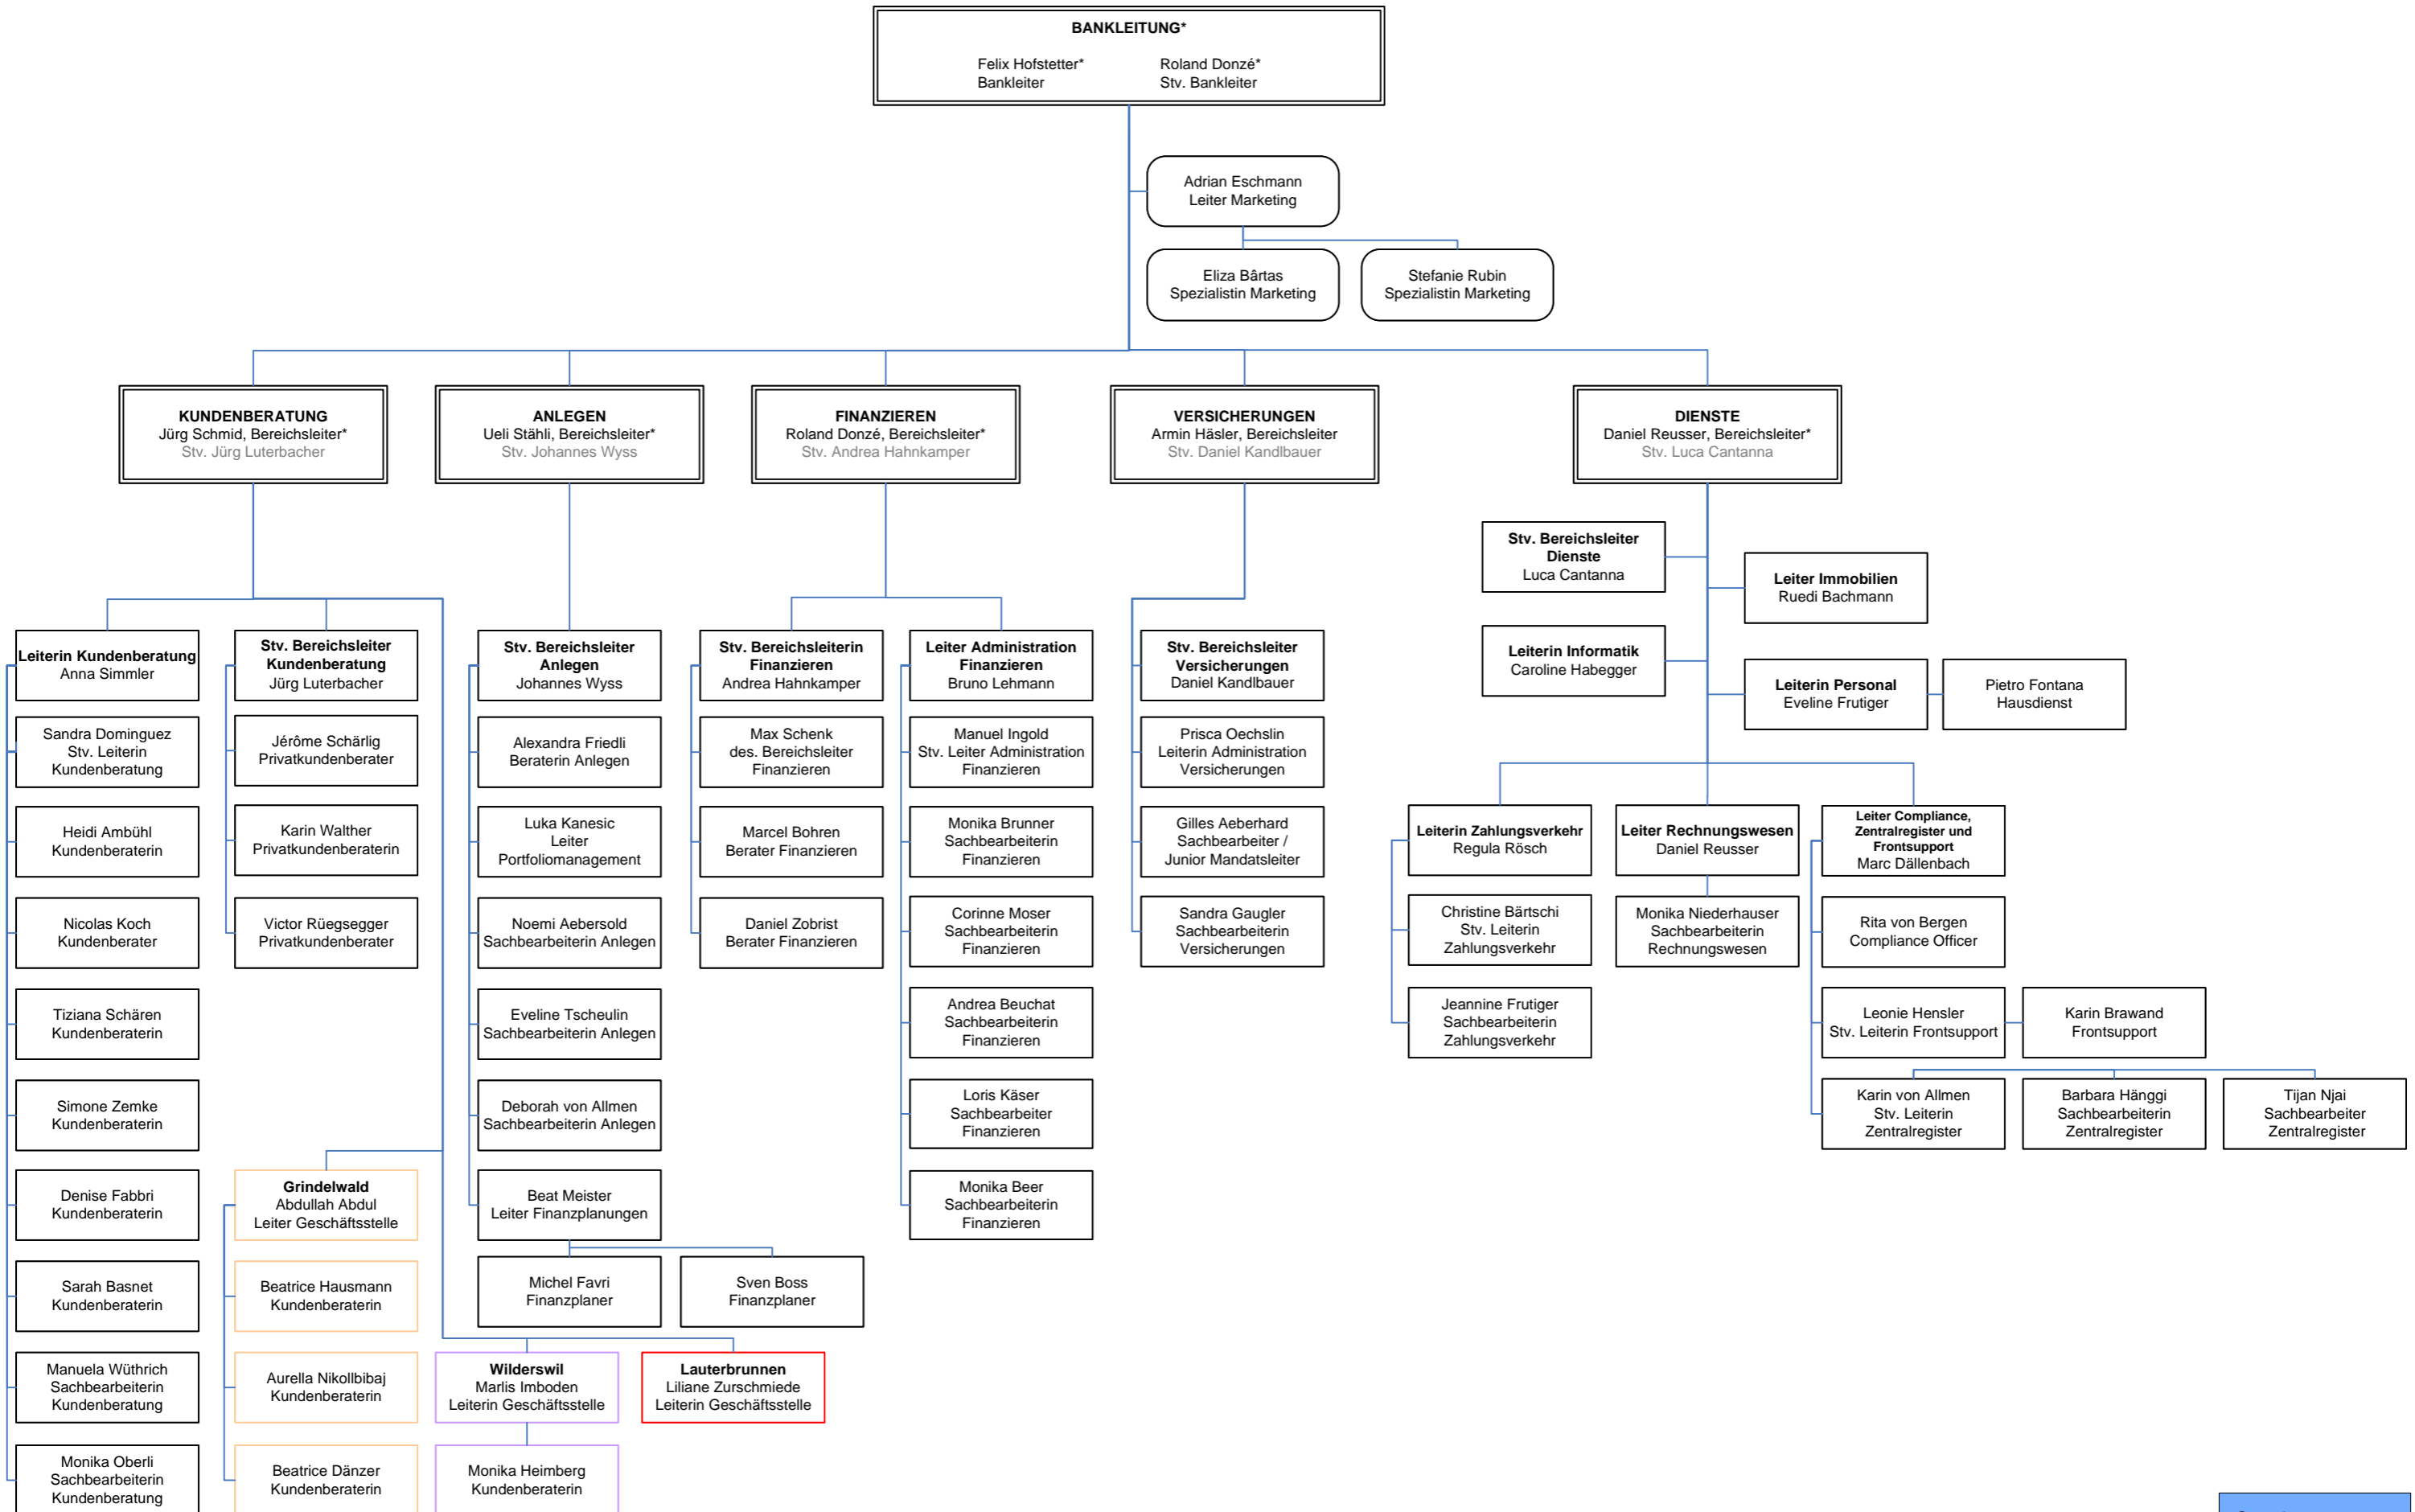 BANKLEITUNG*
Felix Hofstetter*
Bankleiter
Roland Donzé*
Stv. Bankleiter
Adrian Eschmann
Leiter Marketing
Eliza Bârtas
Spezialistin Marketing
Stefanie Rubin
Spezialistin Marketing
KUNDENBERATUNG
Jürg Schmid, Bereichsleiter*
Stv. Jürg Luterbacher
ANLEGEN
Ueli Stähli, Bereichsleiter*
Stv. Johannes Wyss
FINANZIEREN
Roland Donzé, Bereichsleiter*
Stv. Andrea Hahnkamper
VERSICHERUNGEN
Armin Häsler, Bereichsleiter
Stv. Daniel Kandlbauer
DIENSTE
Daniel Reusser, Bereichsleiter*
Stv. Luca Cantanna
Leiterin Kundenberatung
Anna Simmler
Sandra Dominguez
Stv. Leiterin
Kundenberatung
Heidi Ambühl
Kundenberaterin
Nicolas Koch
Kundenberater
Tiziana Schären
Kundenberaterin
Simone Zemke
Kundenberaterin
Denise Fabbri
Kundenberaterin
Sarah Basnet
Kundenberaterin
Manuela Wüthrich
Sachbearbeiterin
Kundenberatung
Monika Oberli
Sachbearbeiterin
Kundenberatung
Stv. Bereichsleiter
Kundenberatung
Jürg Luterbacher
Jérôme Schärlig
Privatkundenberater
Karin Walther
Privatkundenberaterin
Victor Rüegsegger
Privatkundenberater
Grindelwald
Abdullah Abdul
Leiter Geschäftsstelle
Beatrice Hausmann
Kundenberaterin
Aurella Nikollbibaj
Kundenberaterin
Beatrice Dänzer
Kundenberaterin
Wilderswil
Marlis Imboden
Leiterin Geschäftsstelle
Monika Heimberg
Kundenberaterin
Lauterbrunnen
Liliane Zurschmiede
Leiterin Geschäftsstelle
Stv. Bereichsleiter
Anlegen
Johannes Wyss
Alexandra Friedli
Beraterin Anlegen
Luka Kanesic
Leiter
Portfoliomanagement
Noemi Aebersold
Sachbearbeiterin Anlegen
Eveline Tscheulin
Sachbearbeiterin Anlegen
Deborah von Allmen
Sachbearbeiterin Anlegen
Beat Meister
Leiter Finanzplanungen
Michel Favri
Finanzplaner
Sven Boss
Finanzplaner
Stv. Bereichsleiterin
Finanzieren
Andrea Hahnkamper
Max Schenk
des. Bereichsleiter
Finanzieren
Marcel Bohren
Berater Finanzieren
Daniel Zobrist
Berater Finanzieren
Leiter Administration
Finanzieren
Bruno Lehmann
Manuel Ingold
Stv. Leiter Administration
Finanzieren
Monika Brunner
Sachbearbeiterin
Finanzieren
Corinne Moser
Sachbearbeiterin
Finanzieren
Andrea Beuchat
Sachbearbeiterin
Finanzieren
Loris Käser
Sachbearbeiter
Finanzieren
Monika Beer
Sachbearbeiterin
Finanzieren
Stv. Bereichsleiter
Versicherungen
Daniel Kandlbauer
Prisca Oechslin
Leiterin Administration
Versicherungen
Gilles Aeberhard
Sachbearbeiter /
Junior Mandatsleiter
Sandra Gaugler
Sachbearbeiterin
Versicherungen
Stv. Bereichsleiter
Dienste
Luca Cantanna
Leiter Immobilien
Ruedi Bachmann
Leiterin Informatik
Caroline Habegger
Leiterin Personal
Eveline Frutiger
Pietro Fontana
Hausdienst
Leiterin Zahlungsverkehr
Regula Rösch
Christine Bärtschi
Stv. Leiterin
Zahlungsverkehr
Jeannine Frutiger
Sachbearbeiterin
Zahlungsverkehr
Leiter Rechnungswesen
Daniel Reusser
Monika Niederhauser
Sachbearbeiterin
Rechnungswesen
Leiter Compliance,
Zentralregister und
Frontsupport
Marc Dällenbach
Rita von Bergen
Compliance Officer
Leonie Hensler
Stv. Leiterin Frontsupport
Karin Brawand
Frontsupport
Karin von Allmen
Stv. Leiterin
Zentralregister
Barbara Hänggi
Sachbearbeiterin
Zentralregister
Tijan Njai
Sachbearbeiter
Zentralregister